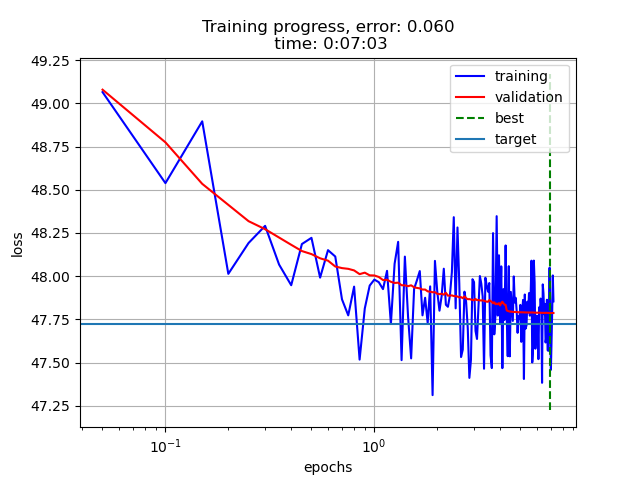 Training progress, error: 0.060
time: 0:07:03
49.25
49.00
48.75
48.50
48.25
48.00
47.75
47.50
47.25
loss
training
validation
best
target
10⁻¹
10⁰
epochs